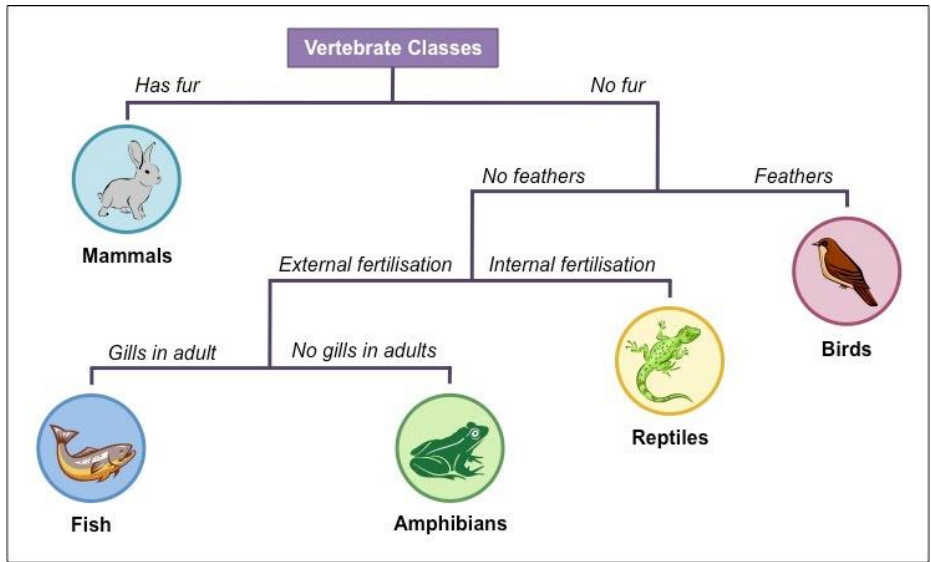 Vertebrate Classes
Has fur
No fur
No feathers
Feathers
Mammals
External fertilisation
Internal fertilisation
Birds
Gills in adult
No gills in adults
Reptiles
Fish
Amphibians